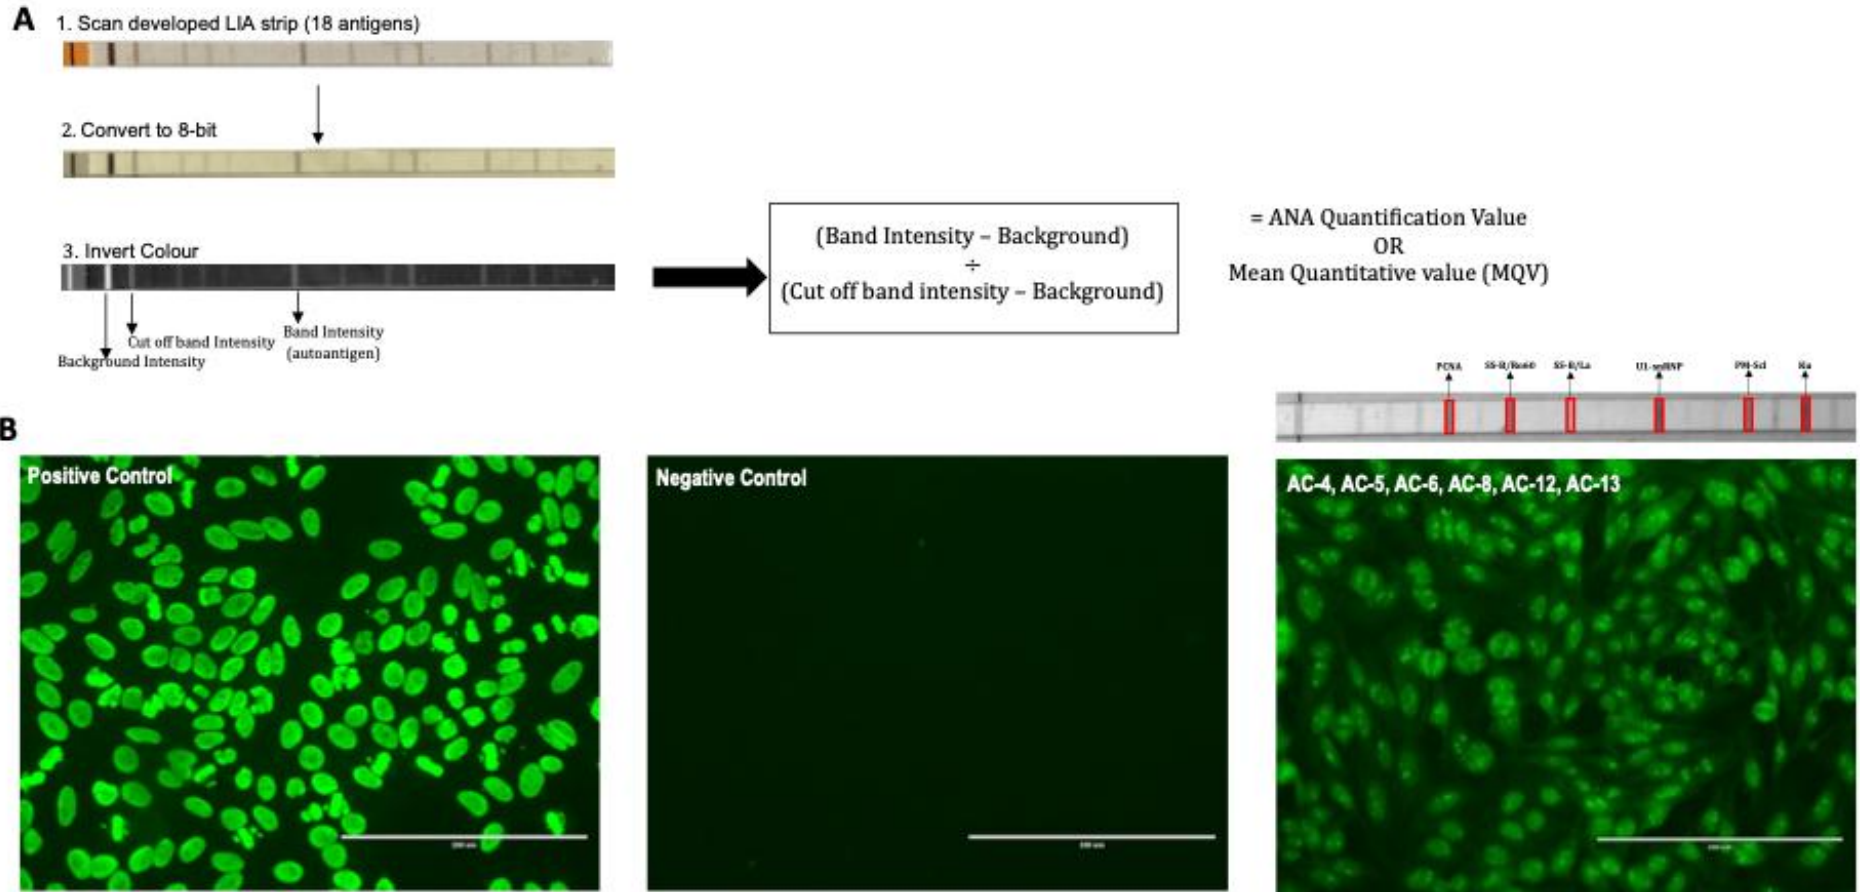 A
1. Scan developed LIA strip (18 antigens)
2. Convert to 8-bit
3. Invert Colour
Cut off band Intensity
Background Intensity
Band Intensity
(autoantigen)
(Band Intensity – Background)
÷
(Cut off band intensity – Background)
= ANA Quantification Value
OR
Mean Quantitative value (MQV)
PCNA
SS-B/La
U1-snRNP
PM-Scl
Ku
B
Positive Control
Negative Control
AC-4, AC-5, AC-6, AC-8, AC-12, AC-13